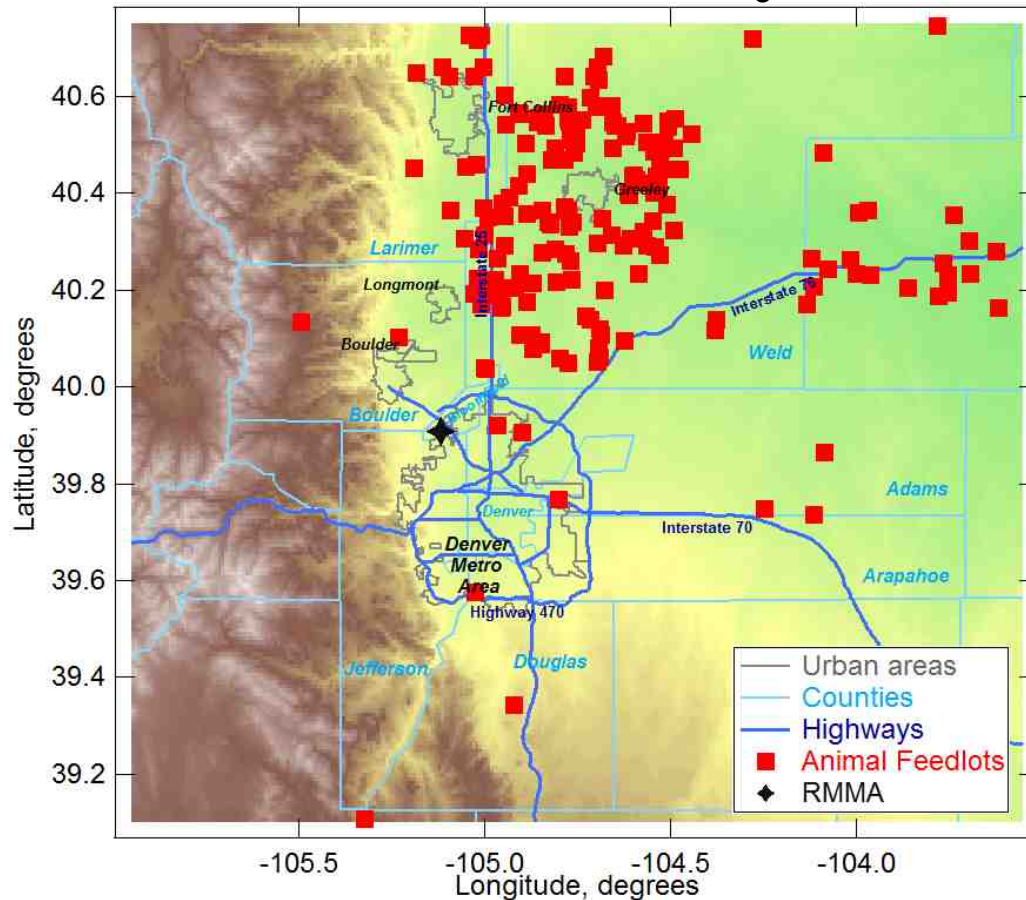 40.6
40.4
40.2
40.0
39.8
39.6
39.4
39.2
Latitude, degrees
-105.5
-105.0
-104.5
-104.0
Longitude, degrees
Fort Collins
Greeley
Larimer
Interstate 25
Longmont
Interstate 76
Boulder
Weld
Boulder
Broomfield
Adams
Denver
Interstate 70
Denver
Metro
Area
Arapahoe
Highway 470
Jefferson
Douglas
Urban areas
Counties
Highways
Animal Feedlots
RMMA